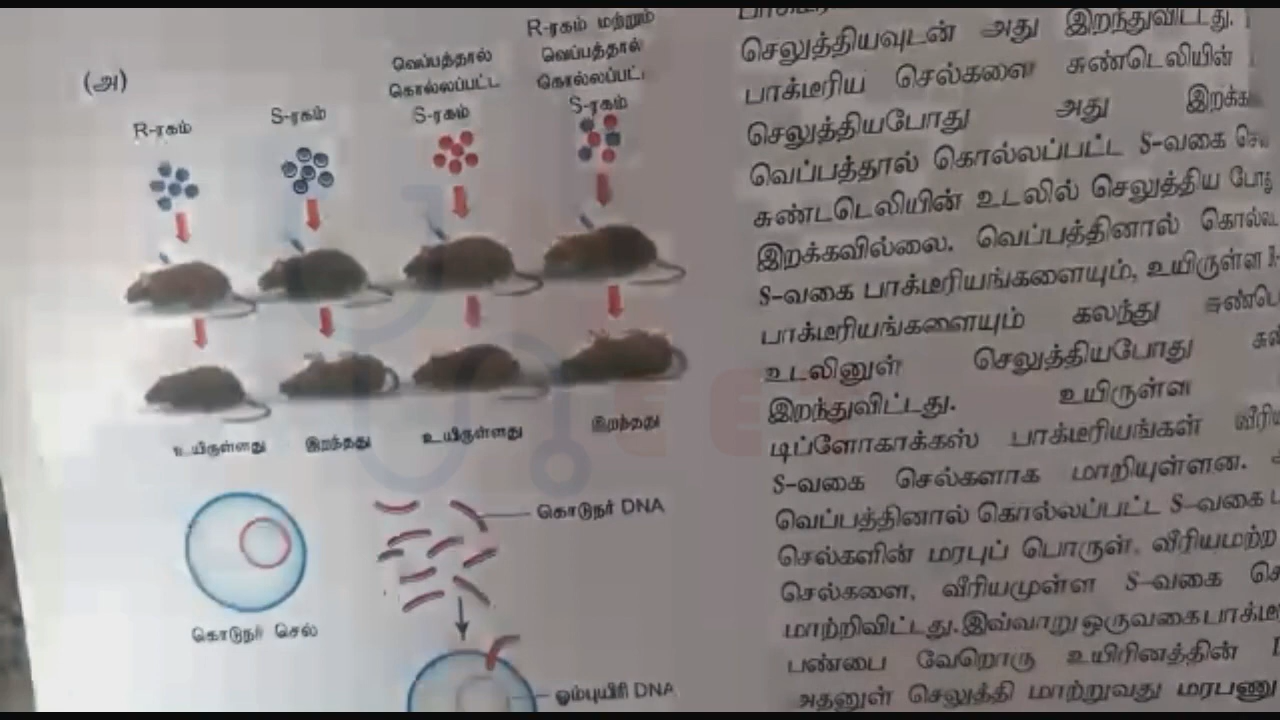 (அ)
R-ரகம்
S-ரகம்
வெப்பத்தால்
கொல்லப்பட்ட
S-ரகம்
R-ரகம் மற்றும்
வெப்பத்தால்
S-ரகம்
உயிருள்ளது
இறந்தது
உயிருள்ளது
இறந்தது
கொடுநர் செல்
கொடுநர் DNA
ஓம்புயிரி DNA
செலுத்தியவுடன் அது இறந்துவிட்டது.
பாக்டீரிய செல்களை சுண்டெலியின்
செலுத்தியபோது அது
வெப்பத்தால் கொல்லப்பட்ட S-வகை
சுண்டடெலியின் உடலில் செலுத்திய
இறக்கவில்லை. வெப்பத்தினால்
S-வகை பாக்டீரியங்களையும், உயிருள்ள
பாக்டீரியங்களையும் கலந்து
உடலினுள் செலுத்தியபோது
இறந்துவிட்டது. உயிருள்ள
டிப்ளோகாக்கஸ் பாக்டீரியங்கள்
S-வகை செல்களாக மாறியுள்ளன.
வெப்பத்தினால் கொல்லப்பட்ட S-வகை
செல்களின் மரபுப் பொருள், வீரியமற்ற
செல்களை, வீரியமுள்ள S-வகை
மாற்றிவிட்டது. இவ்வாறு ஒருவகை
பண்பை வேறொரு உயிரினத்தின்
அதனுள் செலுத்தி மாற்றுவது